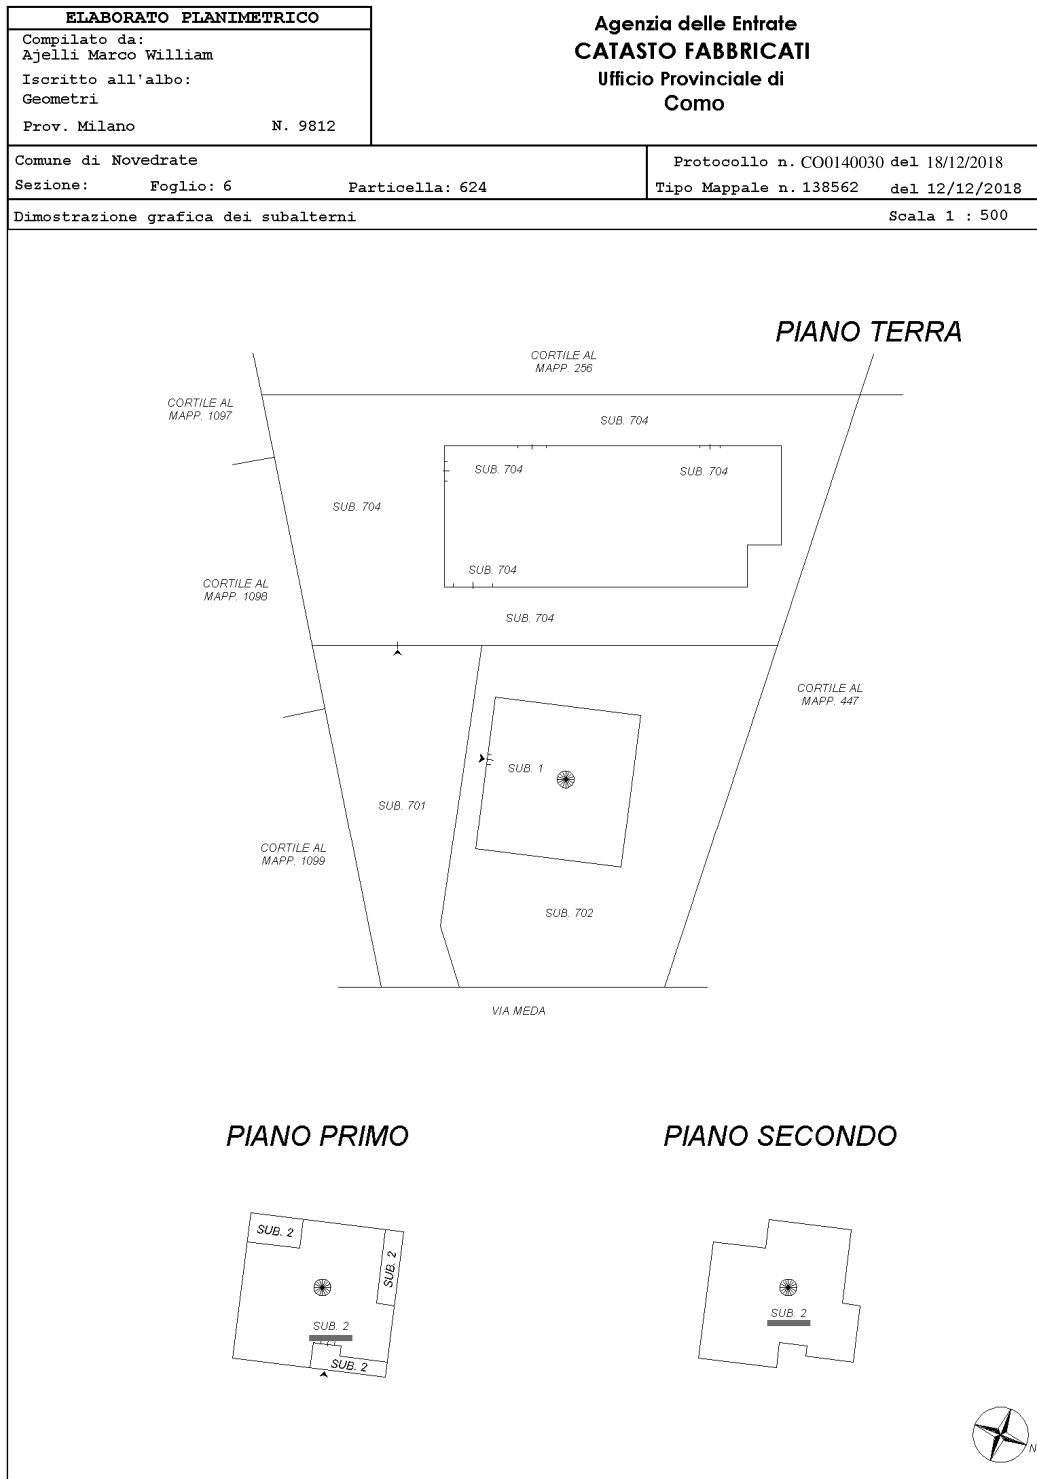 ELABORATO PLANIMETRICO
Compilato da:
Ajelli Marco William
Iscritto all'albo:
Geometri
Prov. Milano N. 9812
Agenzia delle Entrate
CATASTO FABBRICATI
Ufficio Provinciale di
Como
Comune di Novedrate
Sezione: Foglio: 6 Particella: 624
Protocollo n. CO0140030 del 18/12/2018
Tipo Mappale n. 138562 del 12/12/2018
Dimostrazione grafica dei subalterni Scala 1 : 500
PIANO TERRA
CORTILE AL
MAPP. 256
CORTILE AL
MAPP. 1097
SUB. 704
SUB. 704
SUB. 704
SUB. 704
SUB. 704
CORTILE AL
MAPP. 1098
SUB. 704
CORTILE AL
MAPP. 447
SUB. 1
SUB. 701
CORTILE AL
MAPP. 1099
SUB. 702
VIA MEDA
PIANO PRIMO
SUB. 2
SUB. 2
SUB. 2
SUB. 2
PIANO SECONDO
SUB. 2
N